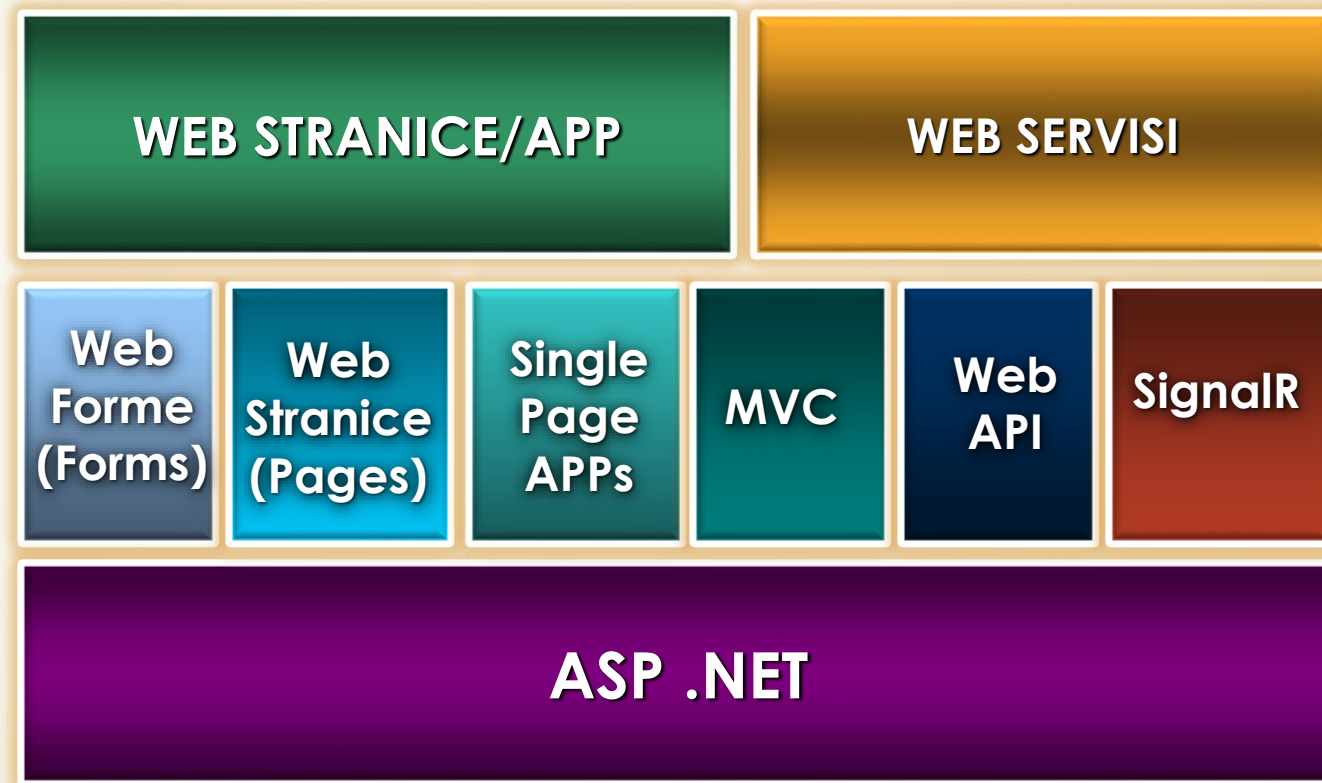 WEB STRANICE/APP
WEB SERVISI
Web
Forme
(Forms)
Web
Stranice
(Pages)
Single
Page
APPs
MVC
Web
API
SignalR
ASP .NET